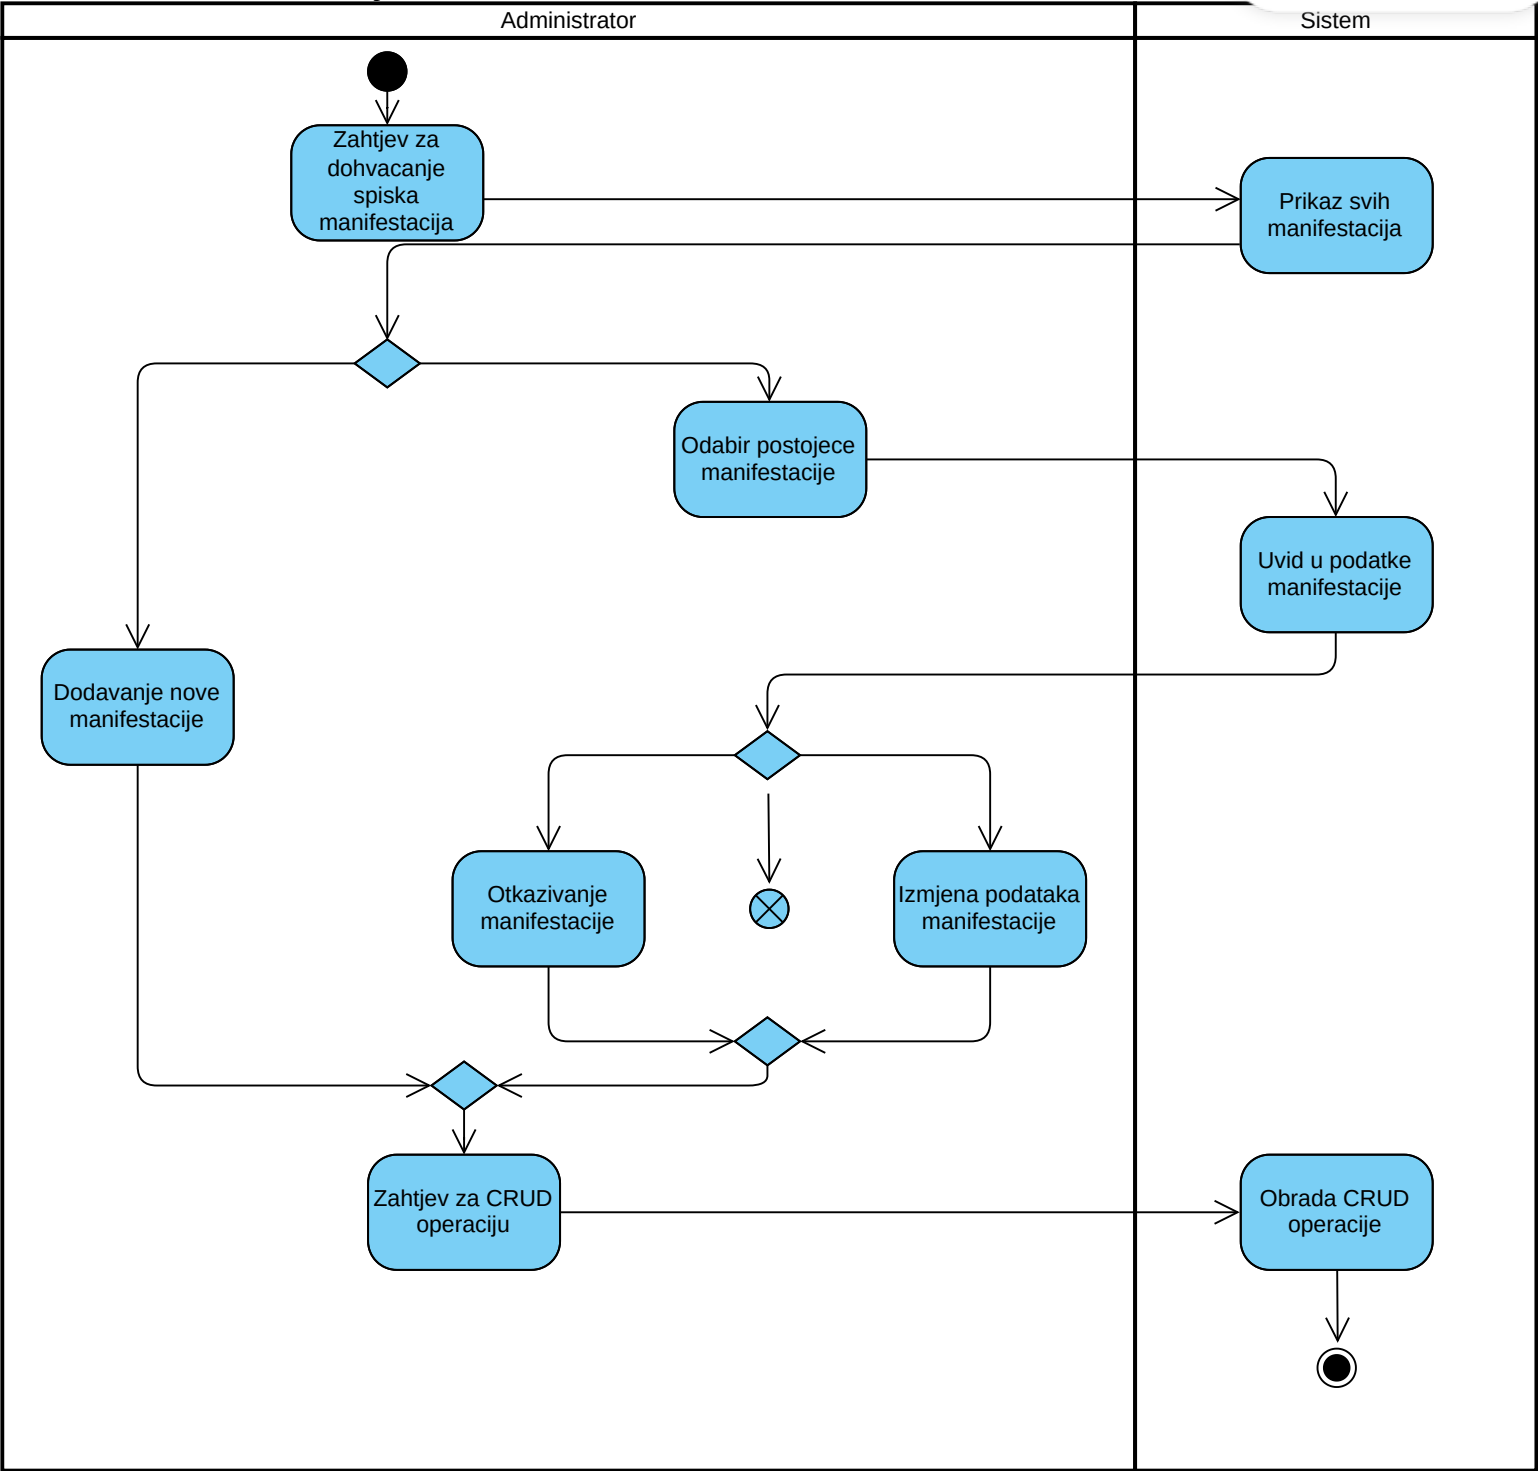 Administrator
Sistem
Zahtjev za
dohvacanje
spiska
manifestacija
Prikaz svih
manifestacija
Odabir postojece
manifestacije
Uvid u podatke
manifestacije
Dodavanje nove
manifestacije
Otkazivanje
manifestacije
Izmjena podataka
manifestacije
Zahtjev za CRUD
operaciju
Obrada CRUD
operacije